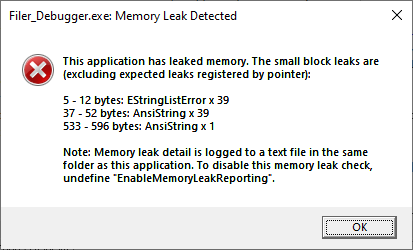 Filer_Debugger.exe: Memory Leak Detected
This application has leaked memory. The small block leaks are
(excluding expected leaks registered by pointer):
5 - 12 bytes: EStringListError x 39
37 - 52 bytes: AnsiString x 39
533 - 596 bytes: AnsiString x 1
Note: Memory leak detail is logged to a text file in the same
folder as this application. To disable this memory leak check,
undefine "EnableMemoryLeakReporting".
OK